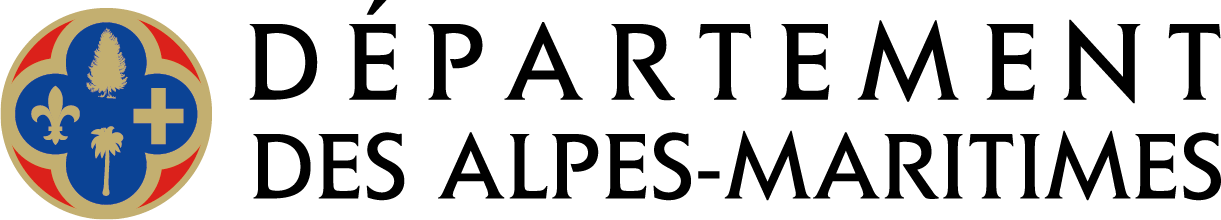 DÉPARTEMENT
DES ALPES-MARITIMES